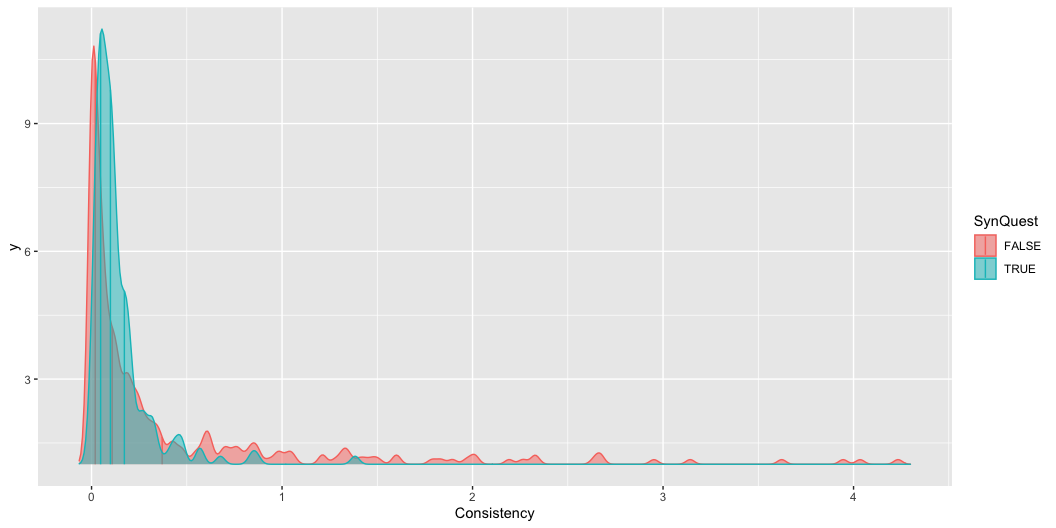 9
6
3
y
0
1
2
3
4
Consistency
SynQuest
FALSE
TRUE